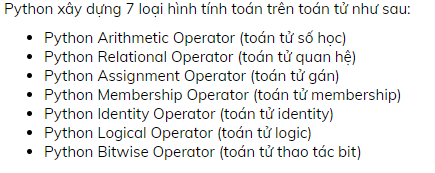 Python xây dựng 7 loại hình tính toán trên toán tử như sau:
• Python Arithmetic Operator (toán tử số học)
• Python Relational Operator (toán tử quan hệ)
• Python Assignment Operator (toán tử gán)
• Python Membership Operator (toán tử membership)
• Python Identity Operator (toán tử identity)
• Python Logical Operator (toán tử logic)
• Python Bitwise Operator (toán tử thao tác bit)